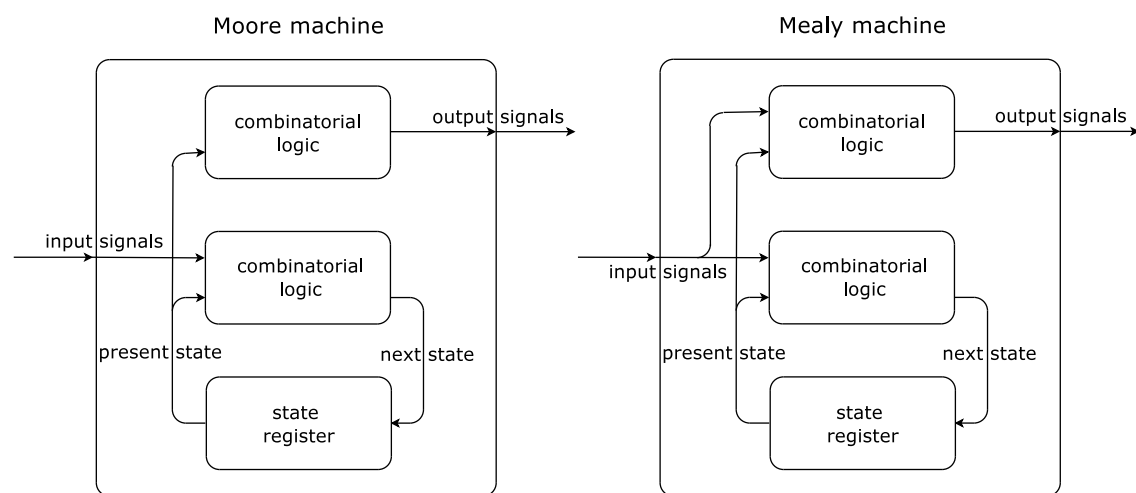 Moore machine
combinatorial
logic
output signals
input signals
combinatorial
logic
present state
next state
state
register
Mealy machine
combinatorial
logic
output signals
input signals
combinatorial
logic
present state
next state
state
register